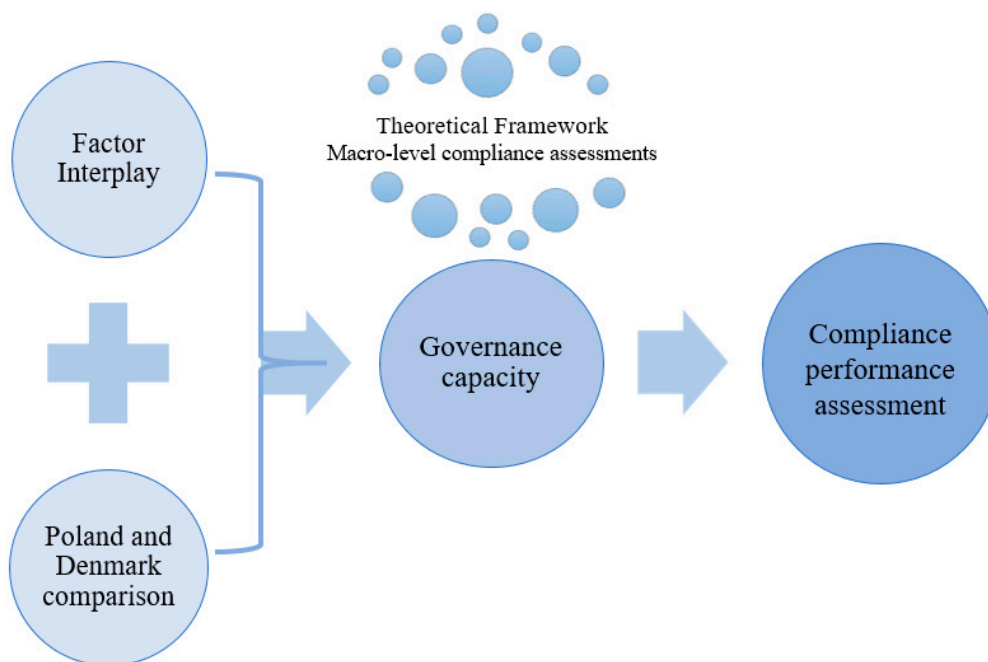 Factor
Interplay
Theoretical Framework
Macro-level compliance assessments
Governance
capacity
Compliance
performance
assessment
Poland and
Denmark
comparison